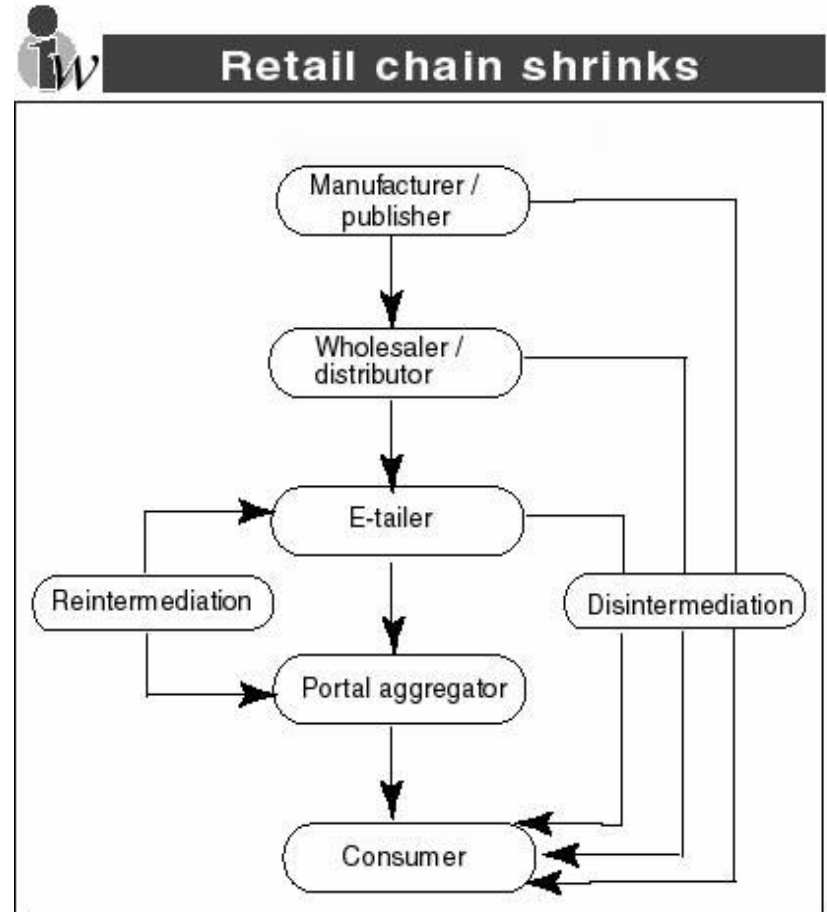 iw
Retail chain shrinks
Manufacturer /
publisher
Wholesaler /
distributor
E-tailer
Reintermediation
Disintermediation
Portal aggregator
Consumer